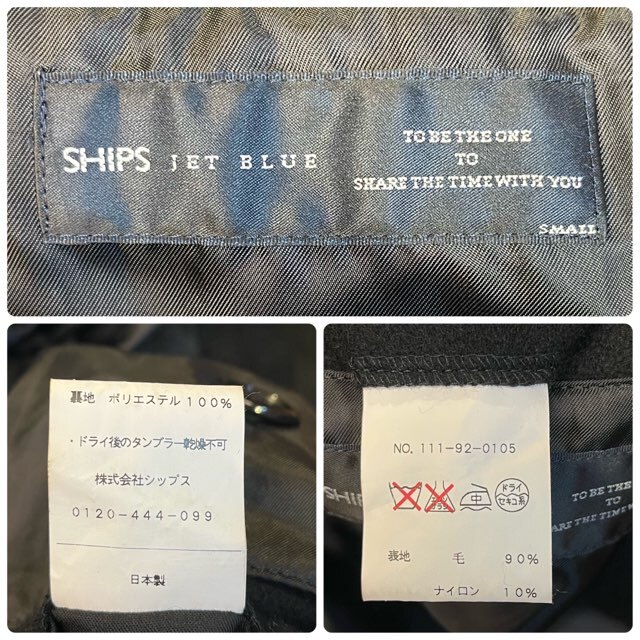 SHIPS JET BLUE
TO BE THE ONE
TO
SHARE THE TIME WITH YOU
SMALL
裏地 ポリエステル 100%
・ドライ後のタンブラー乾燥不可
株式会社シップス
0120-444-099
日本製
NO. 111-92-0105
中
ドライ
セキユ系
表地 毛 90%
ナイロン 10%
SHIPS
TO BE THE
ARE THE TIME